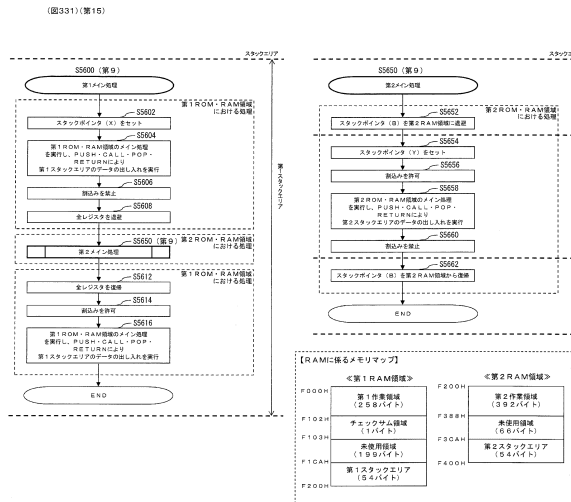 (図331)(第15)
スタックエリア
S5600(第9)
第1メイン処理
第1ROM・RAM領域
における処理
S5602
スタックポインタ(X)をセット
S5604
第1ROM・RAM領域のメイン処理
を実行し、PUSH・CALL・POP・
RETURNにより
第1スタックエリアのデータの出し入れを実行
S5606
割込みを禁止
S5608
全レジスタを退避
S5650(第9)
第2ROM・RAM領域
における処理
第2メイン処理
第1ROM・RAM領域
における処理
S5612
全レジスタを復帰
S5614
割込みを許可
S5616
第1ROM・RAM領域のメイン処理
を実行し、PUSH・CALL・POP・
RETURNにより
第1スタックエリアのデータの出し入れを実行
END
第1スタックエリア
スタックエ
S5650(第9)
第2メイン処理
第2ROM・RAM領域
における処理
S5652
スタックポインタ(B)を第2RAM領域に退避
S5654
スタックポインタ(Y)をセット
S5656
割込みを許可
S5658
第2ROM・RAM領域のメイン処理
を実行し、PUSH・CALL・POP・
RETURNにより
第2スタックエリアのデータの出し入れを実行
S5660
割込みを禁止
S5662
スタックポインタ(B)を第2RAM領域から復帰
END
【RAMに係るメモリマップ】
≪第1RAM領域≫
F000H
第1作業領域
(258バイト)
F102H
チェックサム領域
(1バイト)
F103H
未使用領域
(199バイト)
F1CAH
第1スタックエリア
(54バイト)
F200H
≪第2RAM領域≫
F200H
第2作業領域
(392バイト)
F388H
未使用領域
(66バイト)
F3CAH
第2スタックエリア
(54バイト)
F400H